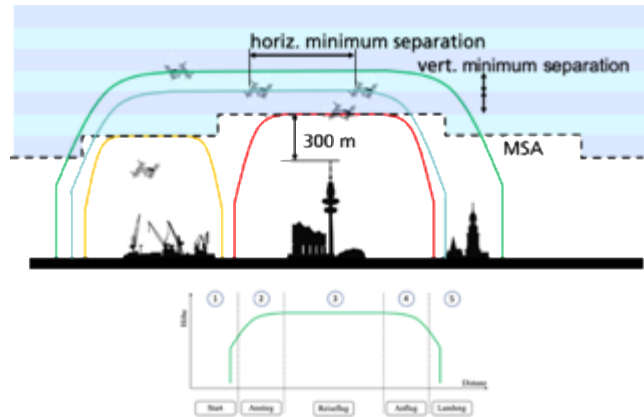 horiz. minimum separation
vert. minimum separation
300 m
MSA
1 2 3 4 5
Höhe
Distanz
Start Anstieg Reiseflug Anflug Landung